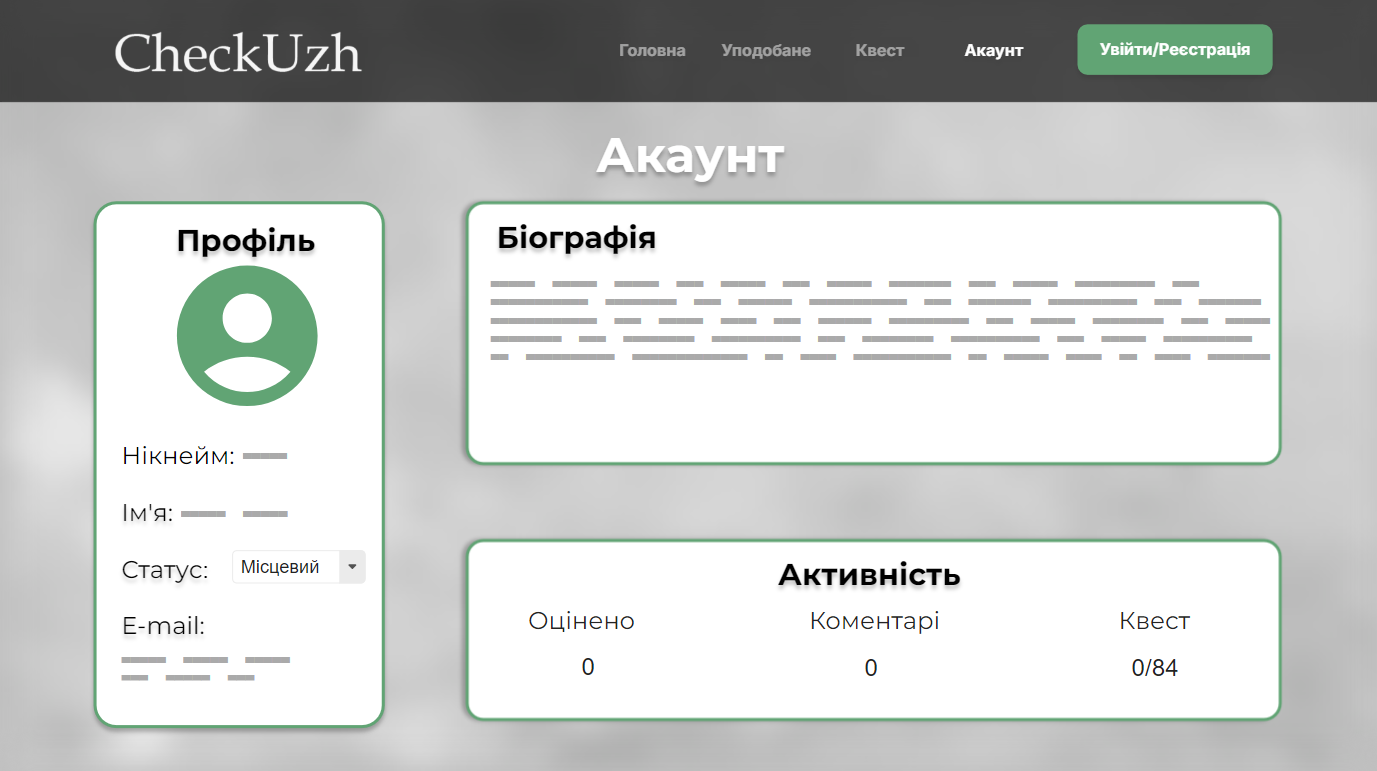 CheckUzh
Головна Уподобане Квест Акаунт Увійти/Реєстрація
Акаунт
Профіль
Нікнейм:
Ім'я:
Статус: Місцевий
E-mail:
Біографія
Активність
Оцінено Коментарі Квест
0 0 0/84